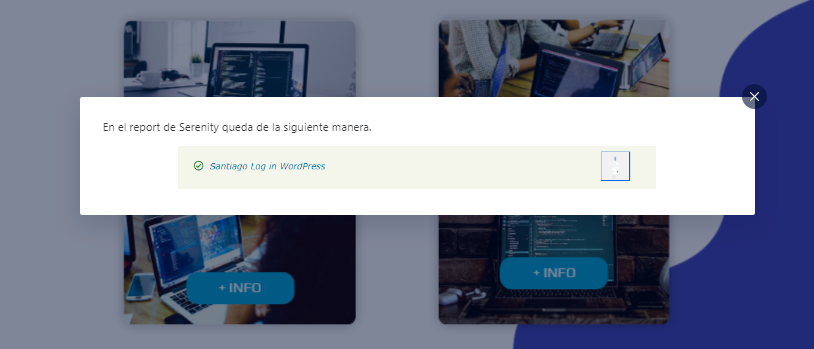 En el report de Serenity queda de la siguiente manera.
Santiago Log in WordPress
+ INFO
+ INFO